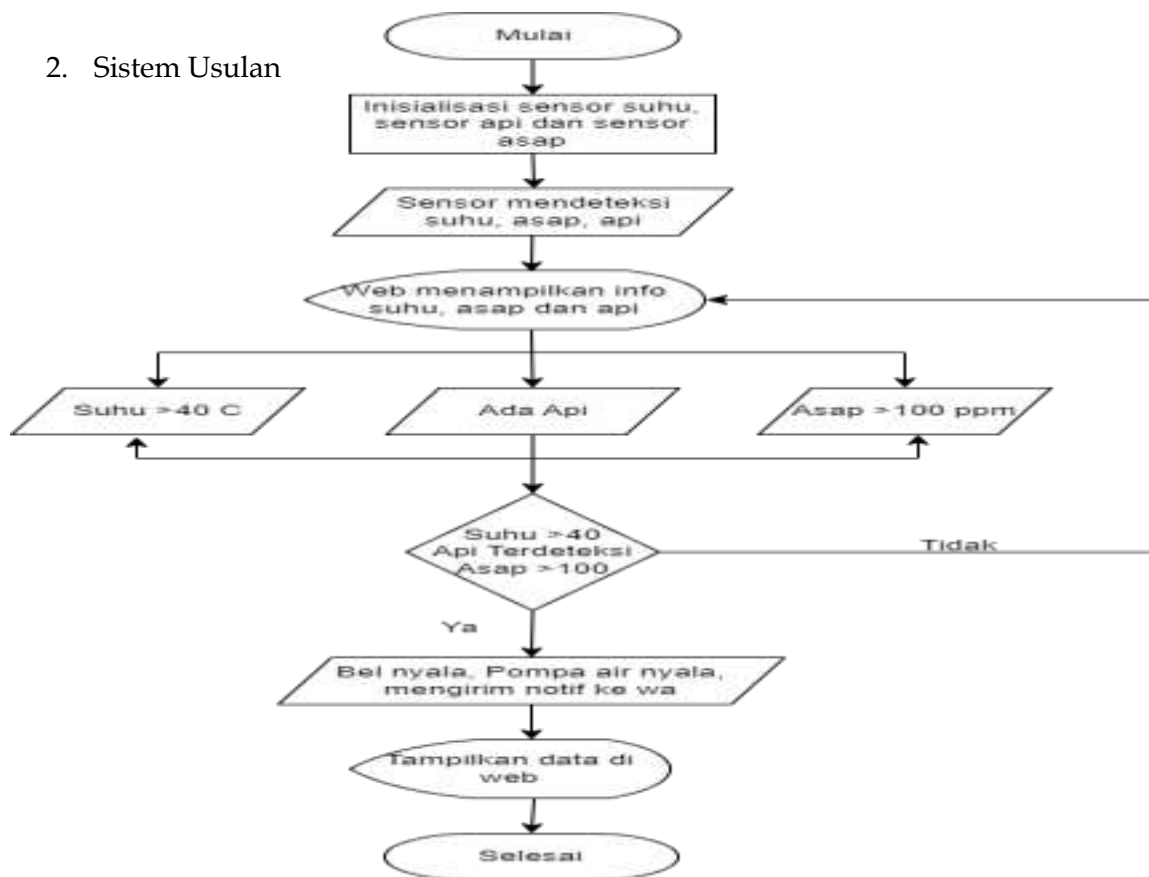 Mulai
2. Sistem Usulan
Inisialisasi sensor suhu,
sensor api dan sensor
asap
Sensor mendeteksi
suhu, asap, api
Web menampilkan info
suhu, asap dan api
Suhu >40 C
Ada Api
Asap >100 ppm
Suhu >40
Api Terdeteksi
Asap >100
Tidak
Ya
Bel nyala, Pompa air nyala,
mengirim notif ke wa
Tampilkan data di
web
Selesai